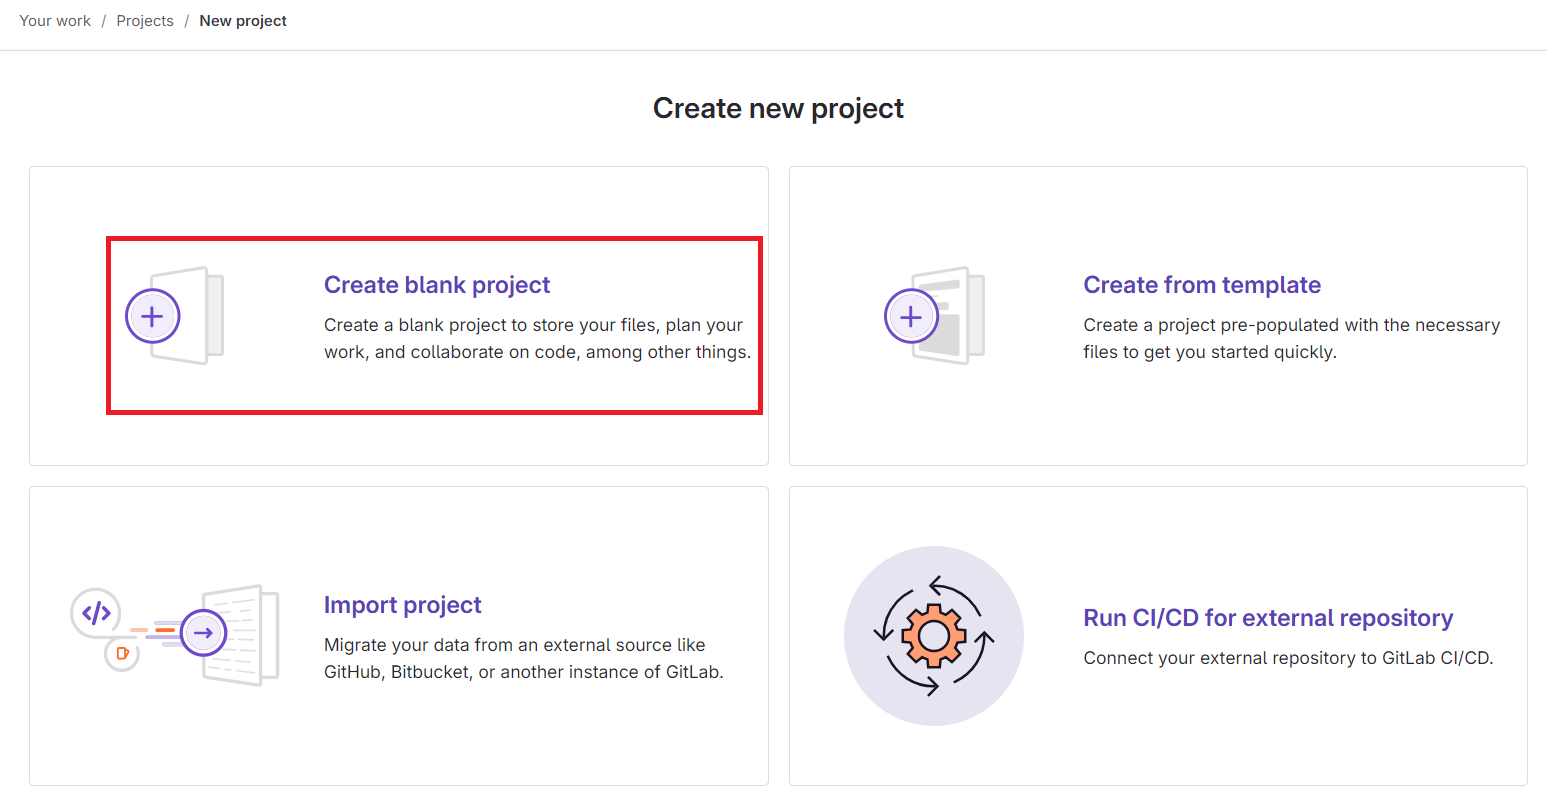 Your work / Projects / New project
Create new project
Create blank project
Create a blank project to store your files, plan your
work, and collaborate on code, among other things.
Create from template
Create a project pre-populated with the necessary
files to get you started quickly.
Import project
Migrate your data from an external source like
GitHub, Bitbucket, or another instance of GitLab.
Run CI/CD for external repository
Connect your external repository to GitLab CI/CD.